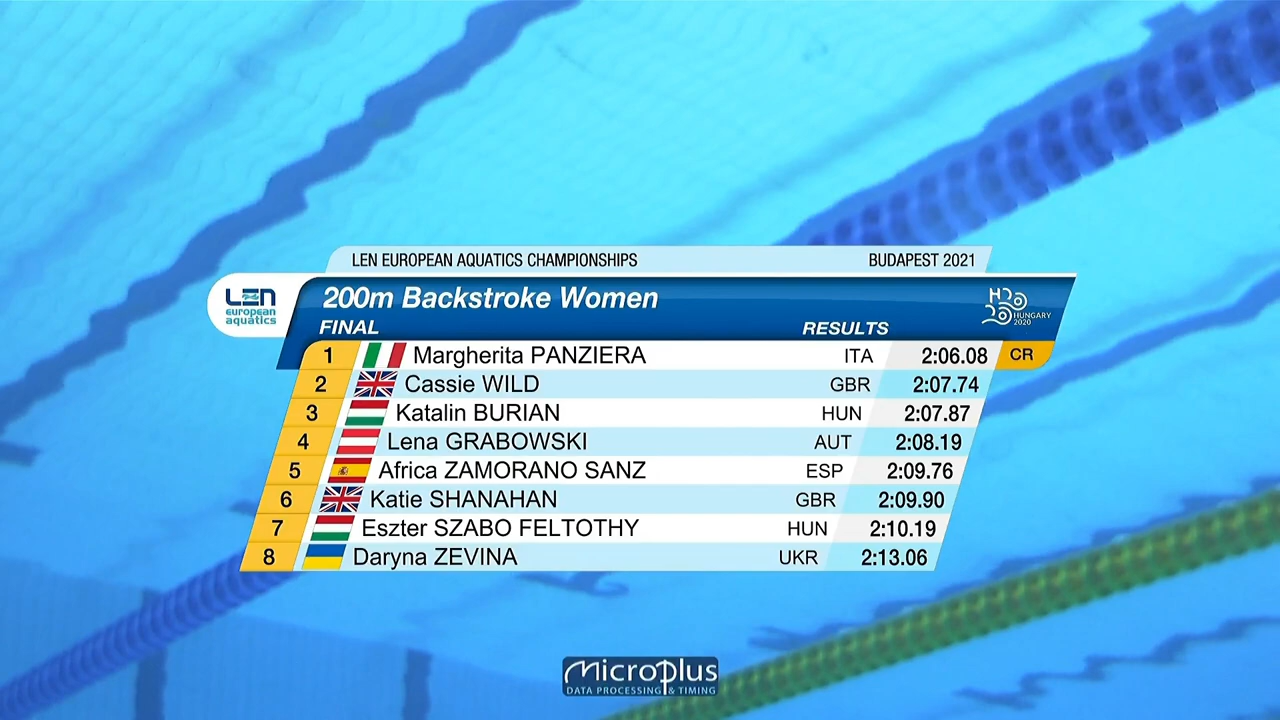 LEN EUROPEAN AQUATICS CHAMPIONSHIPS BUDAPEST 2021
LEN european aquatics
200m Backstroke Women
HUNGARY 2020
FINAL RESULTS
1 Margherita PANZIERA ITA 2:06.08 CR
2 Cassie WILD GBR 2:07.74
3 Katalin BURIAN HUN 2:07.87
4 Lena GRABOWSKI AUT 2:08.19
5 Africa ZAMORANO SANZ ESP 2:09.76
6 Katie SHANAHAN GBR 2:09.90
7 Eszter SZABO FELTOTHY HUN 2:10.19
8 Daryna ZEVINA UKR 2:13.06
Microplus
DATA PROCESSING & TIMING